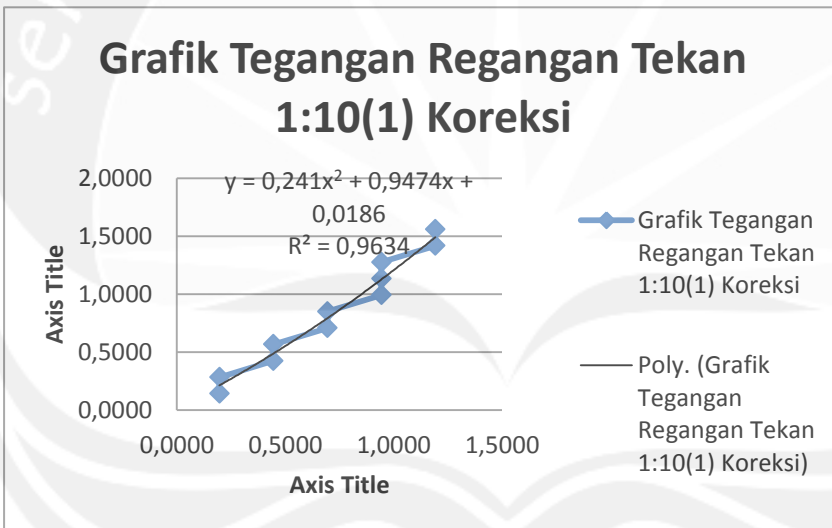 Grafik Tegangan Regangan Tekan
1:10(1) Koreksi
y = 0,241x² + 0,9474x +
0,0186
R² = 0,9634
2,0000
1,5000
1,0000
0,5000
0,0000
Axis Title
0,0000 0,5000 1,0000 1,5000
Axis Title
Grafik Tegangan
Regangan Tekan
1:10(1) Koreksi
Poly. (Grafik
Tegangan
Regangan Tekan
1:10(1) Koreksi)